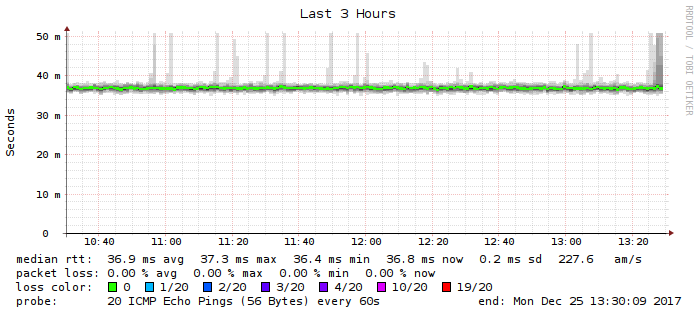 Last 3 Hours
RRDTOOL / TOBI OETIKER
Seconds
50 m
40 m
30 m
20 m
10 m
0
10:40 11:00 11:20 11:40 12:00 12:20 12:40 13:00 13:20
median rtt: 36.9 ms avg 37.3 ms max 36.4 ms min 36.8 ms now 0.2 ms sd 227.6 am/s
packet loss: 0.00 % avg 0.00 % max 0.00 % min 0.00 % now
loss color: 0 1/20 2/20 3/20 4/20 10/20 19/20
probe: 20 ICMP Echo Pings (56 Bytes) every 60s end: Mon Dec 25 13:30:09 2017